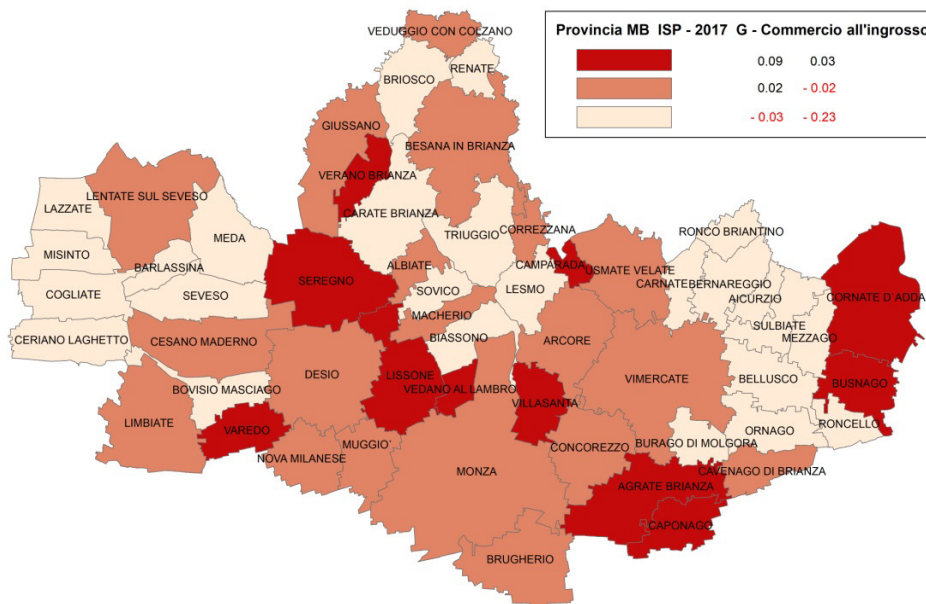 Provincia MB ISP - 2017 G - Commercio all'ingrosso
0.09 0.03
0.02 - 0.02
- 0.03 - 0.23
VEDUGGIO CON COLZANO
RENATE
BRIOSCO
GIUSSANO
BESANA IN BRIANZA
VERANO BRIANZA
LENTATE SUL SEVESO
LAZZATE
CARATE BRIANZA
TRIUGGIO
CORREZZANA
RONCO BRIANTINO
MEDA
MISINTO
BARLASSINA
ALBIATE
CAMPARADA
USMATE VELATE
SEREGNO
CARNATE
BERNAREGGIO
SOVICO
LESMO
COGLIATE
SEVESO
AICURZIO
CORNATE D'ADDA
MACHERIO
SULBIATE
MEZZAGO
CERIANO LAGHETTO
CESANO MADERNO
BIASSONO
ARCORE
DESIO
LISSONE
VIMERCATE
BELLUSCO
BUSNAGO
BOVISIO MASCIAGO
VEDANO AL LAMBRO
VILLASANTA
LIMBIATE
VAREDO
RONCELLO
ORNAGO
MUGGIO'
CONCOREZZO
BURAGO DI MOLGORA
NOVA MILANESE
MONZA
CAVENAGO DI BRIANZA
AGRATE BRIANZA
CAPONAGO
BRUGHERIO